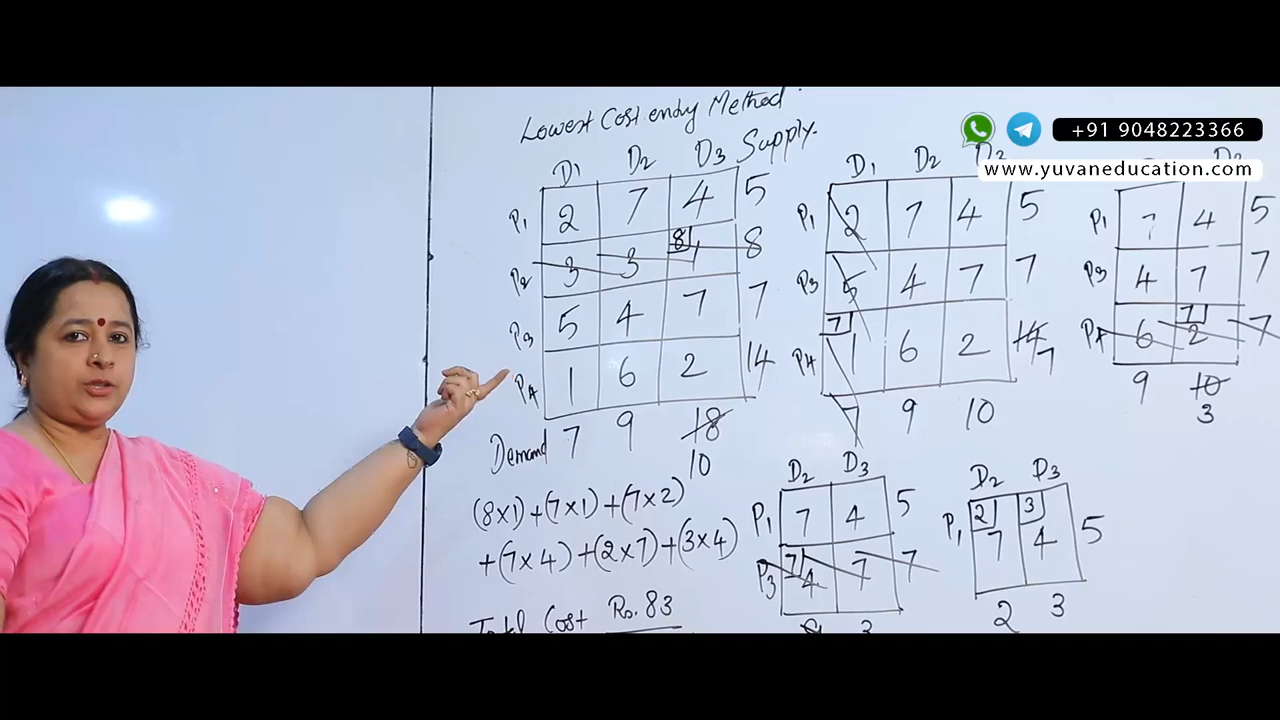 Lowest Cost entry Method
+91 9048223366
www.yuvaneducation.com
D1 D2 D3 Supply
P1 2 7 4 5
P2 3 3 8 1 8
P3 5 4 7 7
P4 1 6 2 14
Demand 7 9 18
10
D1 D2
P1 2 7 4 5
P3 5 4 7 7
P4 7 1 6 2 14 7
7 9 10
P1 7 4 5
P3 4 7 7
P4 6 7 2 7
9 10
3
(8x1)+(7x1)+(7x2)
+(7x4)+(2x7)+(3x4)
Total Cost Rs. 83
D2 D3
P1 7 4 5
P3 7 4 7 7
D2 D3
P1 2 7 3 4 5
2 3